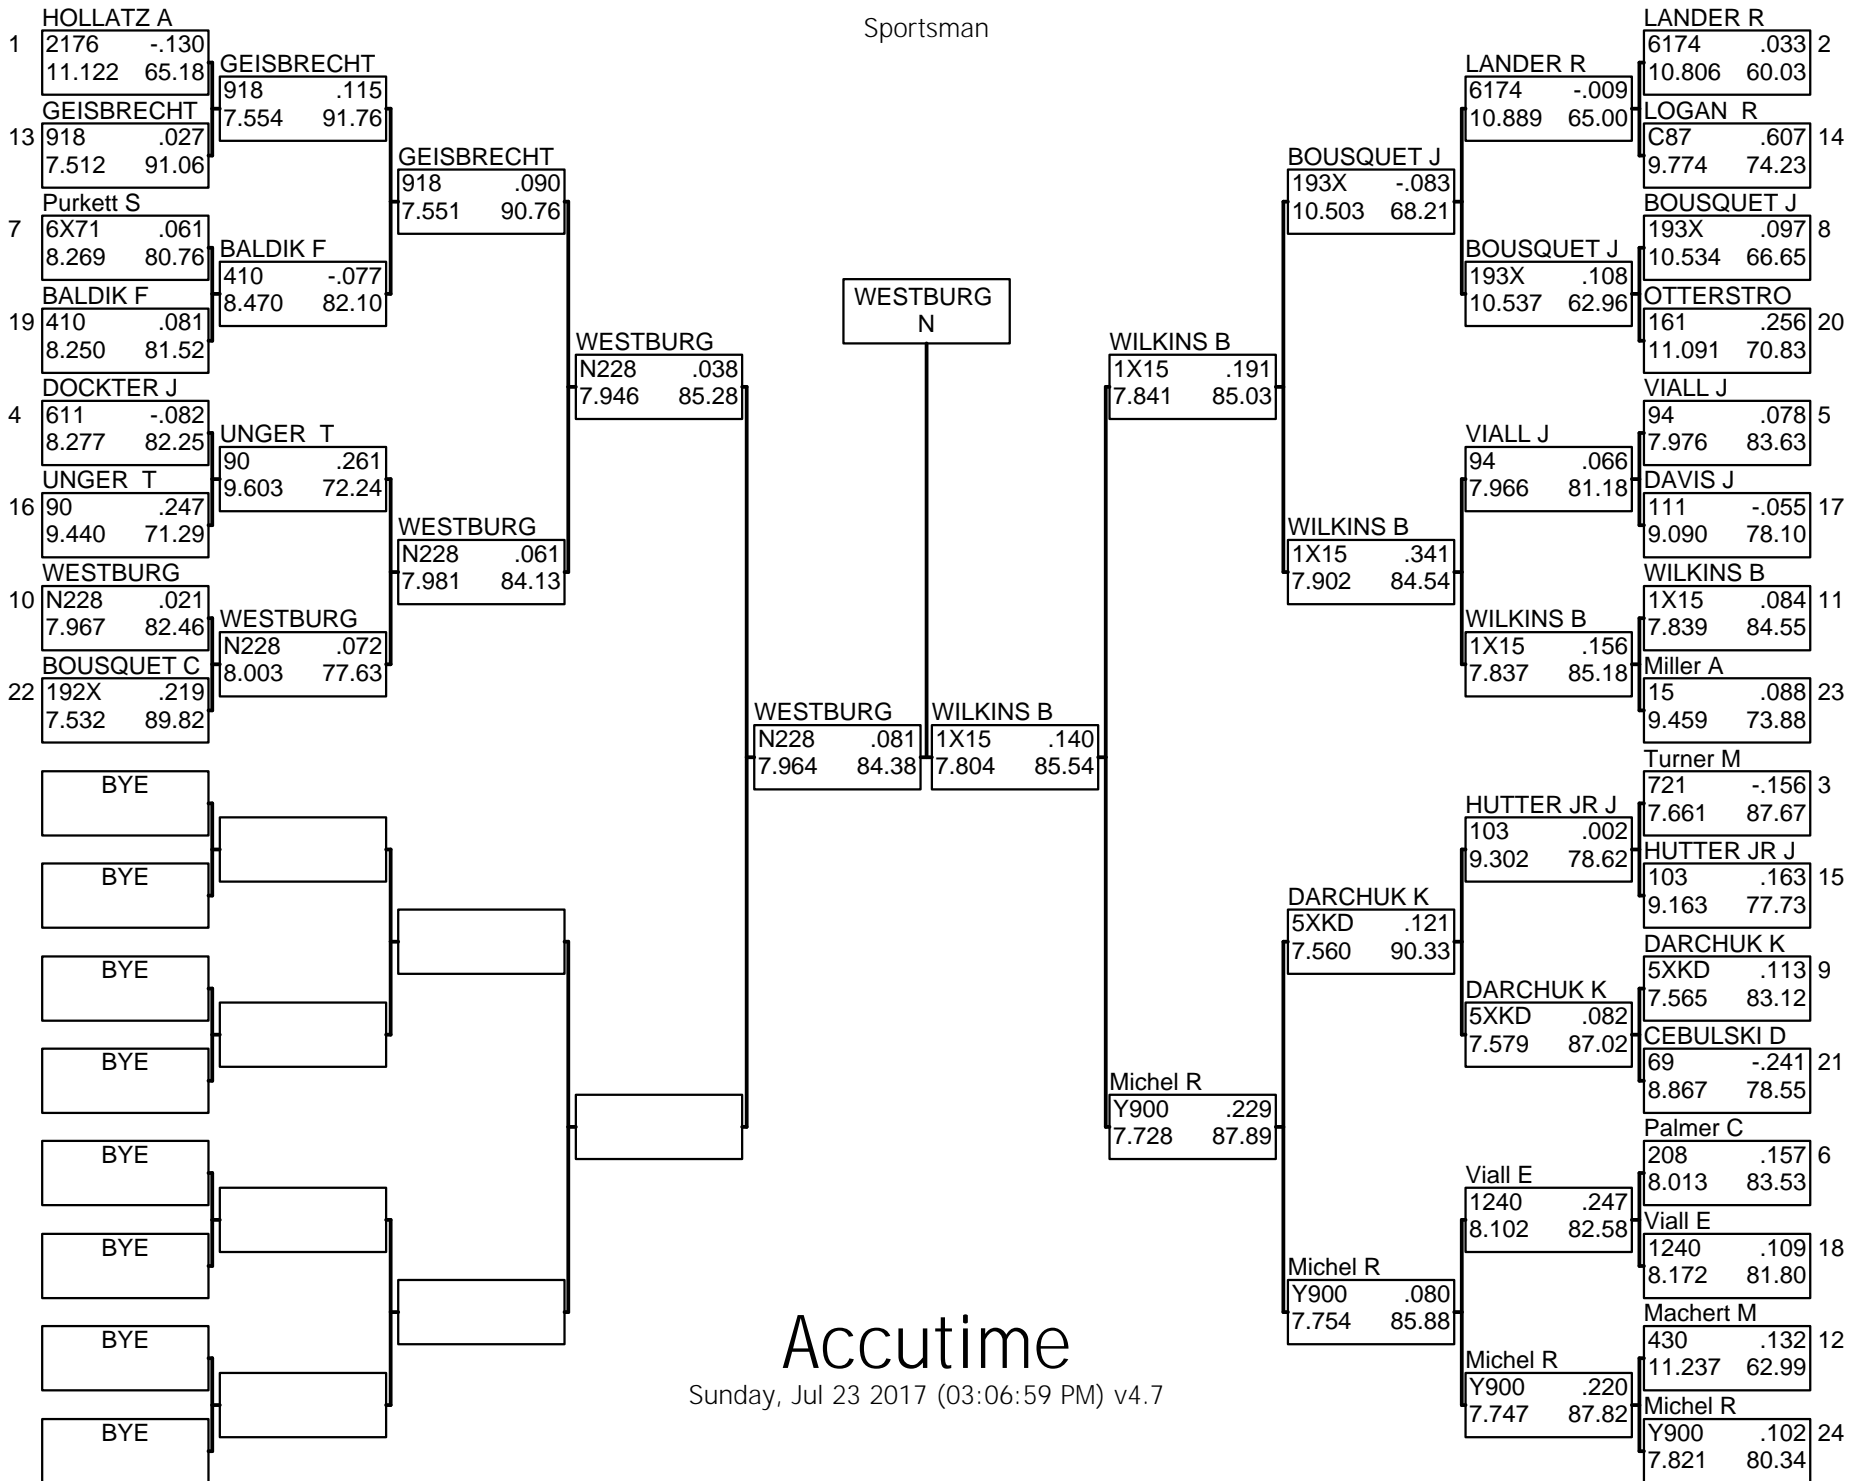 Sportsman
HOLLATZ A
1 2176 -.130
11.122 65.18
GEISBRECHT
13 918 .027
7.512 91.06
Purkett S
7 6X71 .061
8.269 80.76
BALDIK F
19 410 .081
8.250 81.52
DOCKTER J
4 611 -.082
8.277 82.25
UNGER T
16 90 .247
9.440 71.29
WESTBURG
10 N228 .021
7.967 82.46
BOUSQUET C
22 192X .219
7.532 89.82
BYE
BYE
BYE
BYE
BYE
BYE
BYE
BYE
GEISBRECHT
918 .115
7.554 91.76
BALDIK F
410 -.077
8.470 82.10
UNGER T
90 .261
9.603 72.24
WESTBURG
N228 .072
8.003 77.63
GEISBRECHT
918 .090
7.551 90.76
WESTBURG
N228 .061
7.981 84.13
WESTBURG
N228 .038
7.946 85.28
WESTBURG
N228 .081
7.964 84.38
WESTBURG
N
WILKINS B
1X15 .140
7.804 85.54
WILKINS B
1X15 .191
7.841 85.03
Michel R
Y900 .229
7.728 87.89
BOUSQUET J
193X -.083
10.503 68.21
WILKINS B
1X15 .341
7.902 84.54
DARCHUK K
5XKD .121
7.560 90.33
Michel R
Y900 .080
7.754 85.88
LANDER R
6174 -.009
10.889 65.00
BOUSQUET J
193X .108
10.537 62.96
VIALL J
94 .066
7.966 81.18
WILKINS B
1X15 .156
7.837 85.18
HUTTER JR J
103 .002
9.302 78.62
DARCHUK K
5XKD .082
7.579 87.02
Viall E
1240 .247
8.102 82.58
Michel R
Y900 .220
7.747 87.82
LANDER R
6174 .033 2
10.806 60.03
LOGAN R
C87 .607 14
9.774 74.23
BOUSQUET J
193X .097 8
10.534 66.65
OTTERSTRO
161 .256 20
11.091 70.83
VIALL J
94 .078 5
7.976 83.63
DAVIS J
111 -.055 17
9.090 78.10
WILKINS B
1X15 .084 11
7.839 84.55
Miller A
15 .088 23
9.459 73.88
Turner M
721 -.156 3
7.661 87.67
HUTTER JR J
103 .163 15
9.163 77.73
DARCHUK K
5XKD .113 9
7.565 83.12
CEBULSKI D
69 -.241 21
8.867 78.55
Palmer C
208 .157 6
8.013 83.53
Viall E
1240 .109 18
8.172 81.80
Machert M
430 .132 12
11.237 62.99
Michel R
Y900 .102 24
7.821 80.34
Accutime
Sunday, Jul 23 2017 (03:06:59 PM) v4.7